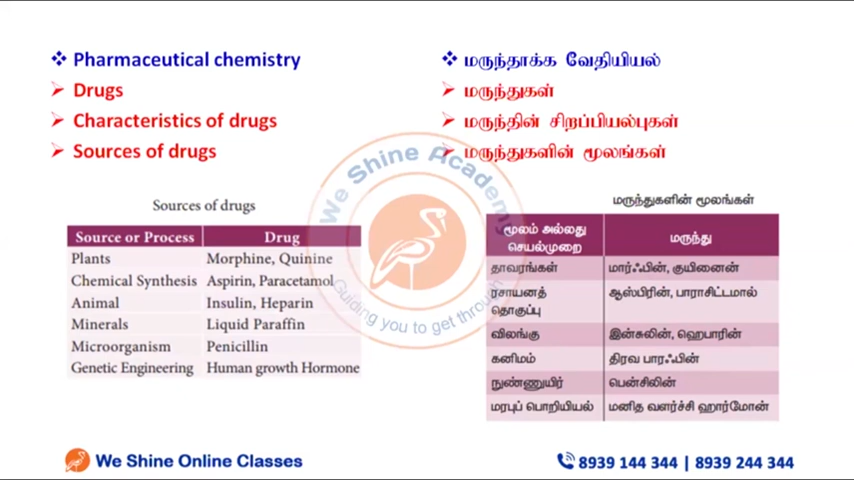 ❖ Pharmaceutical chemistry
➢ Drugs
➢ Characteristics of drugs
➢ Sources of drugs
❖ மருந்தாக்க வேதியியல்
➢ மருந்துகள்
➢ மருந்தின் சிறப்பியல்புகள்
➢ மருந்துகளின் மூலங்கள்
Sources of drugs
Source or Process Drug
Plants Morphine, Quinine
Chemical Synthesis Aspirin, Paracetamol
Animal Insulin, Heparin
Minerals Liquid Paraffin
Microorganism Penicillin
Genetic Engineering Human growth Hormone
மருந்துகளின் மூலங்கள்
மூலம் அல்லது
செயல்முறை மருந்து
தாவரங்கள் மார்ஃபின், குயினைன்
ரசாயனத்
தொகுப்பு ஆஸ்பிரின், பாராசிட்டமால்
விலங்கு இன்சுலின், ஹெபாரின்
கனிமம் திரவ பாரஃபின்
நுண்ணுயிர் பென்சிலின்
மரபுப் பொறியியல் மனித வளர்ச்சி ஹார்மோன்
We Shine Academy
Guiding you to get through
We Shine Online Classes
8939 144 344 | 8939 244 344